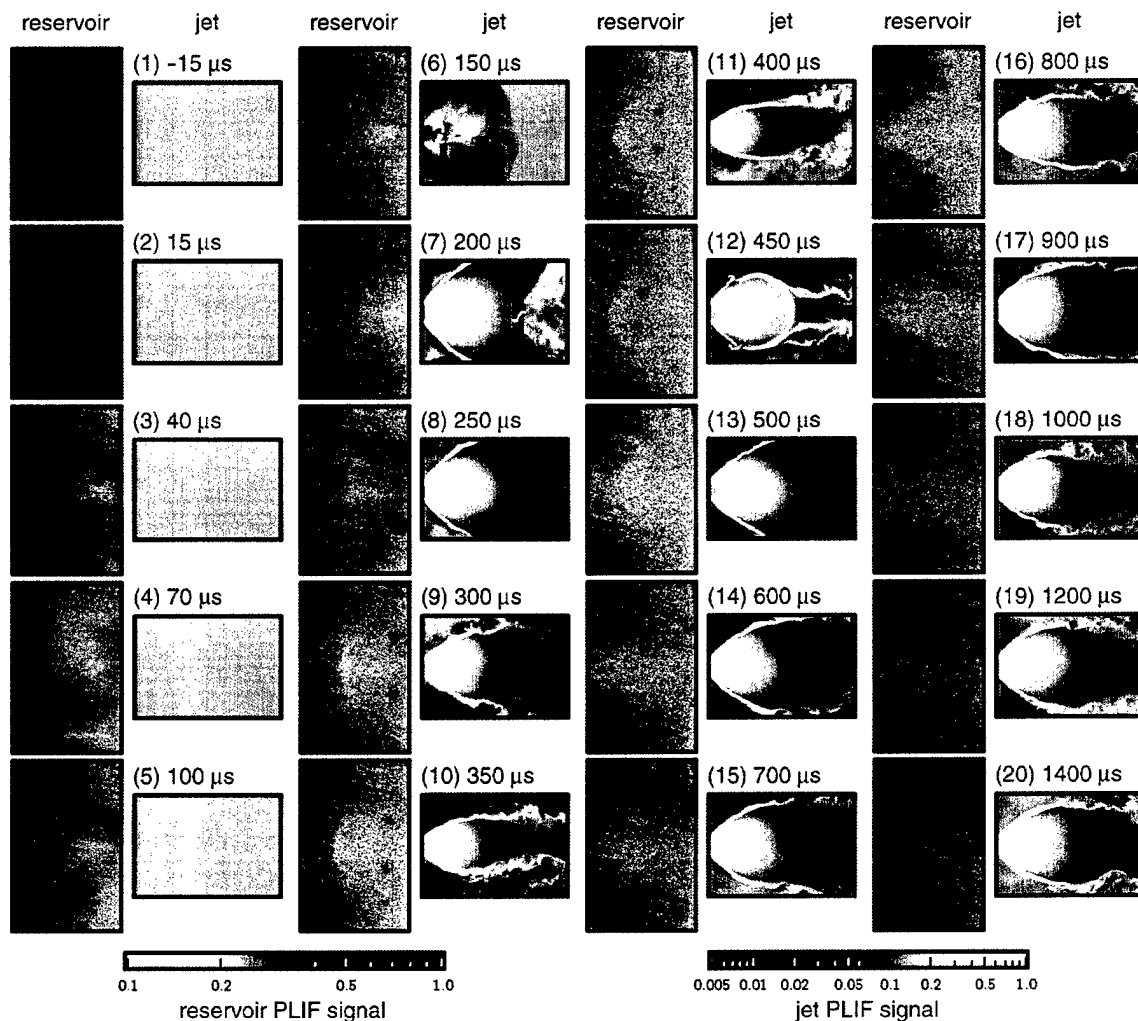 reservoir jet reservoir jet reservoir jet reservoir jet
(1) -15 μs (6) 150 μs (11) 400 μs (16) 800 μs
(2) 15 μs (7) 200 μs (12) 450 μs (17) 900 μs
(3) 40 μs (8) 250 μs (13) 500 μs (18) 1000 μs
(4) 70 μs (9) 300 μs (14) 600 μs (19) 1200 μs
(5) 100 μs (10) 350 μs (15) 700 μs (20) 1400 μs
0.1 0.2 0.5 1.0 0.005 0.01 0.02 0.05 0.1 0.2 0.5 1.0
reservoir PLIF signal jet PLIF signal